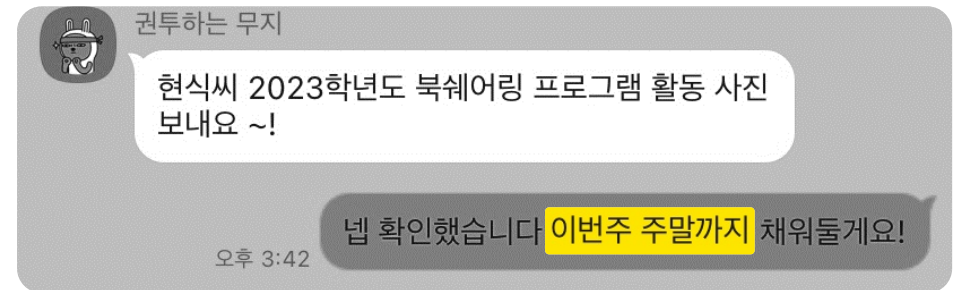 권투하는 무지
현식씨 2023학년도 북쉐어링 프로그램 활동 사진
보내요 ~!
넵 확인했습니다 이번주 주말까지 채워둘게요!
오후 3:42